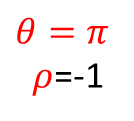 θ = π
ρ=-1